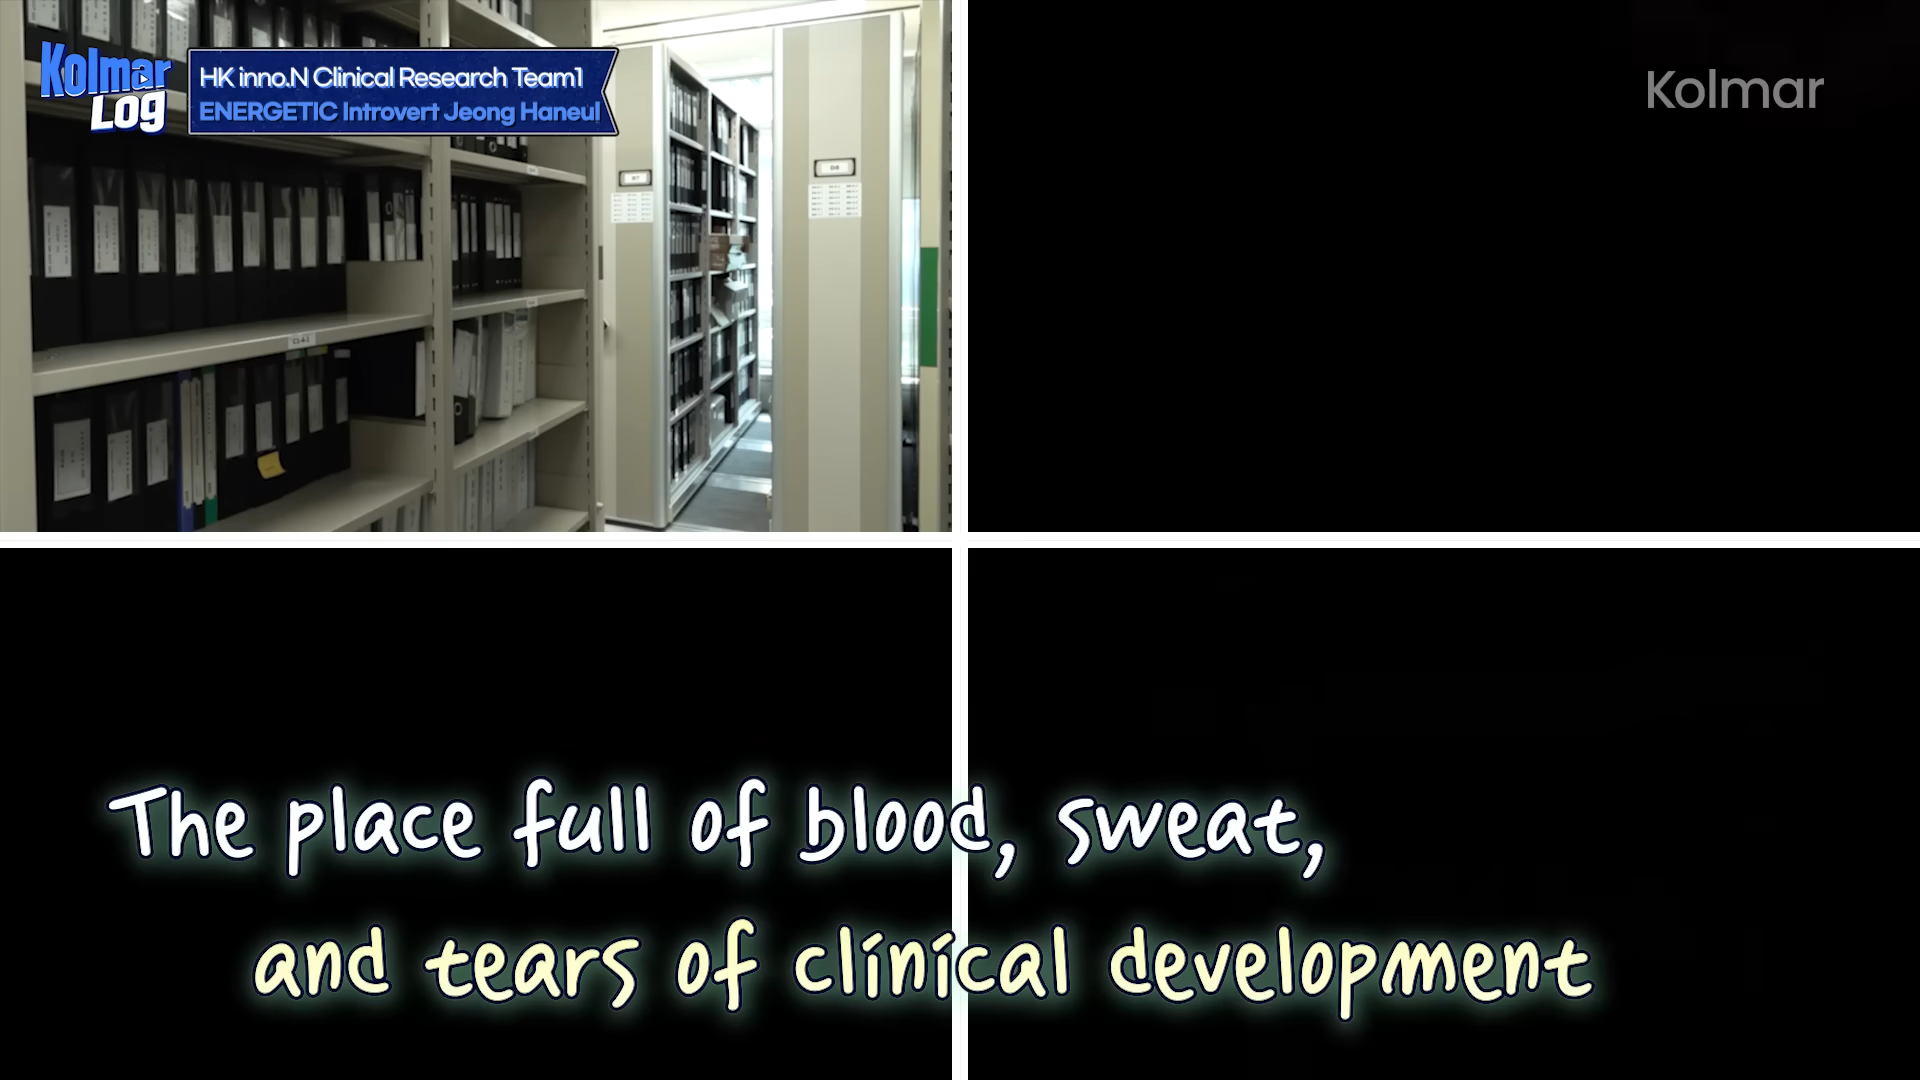 Kolmar
Log
HK inno.N Clinical Research Team1
ENERGETIC Introvert Jeong Haneul
Kolmar
The place full of blood, sweat,
and tears of clinical development